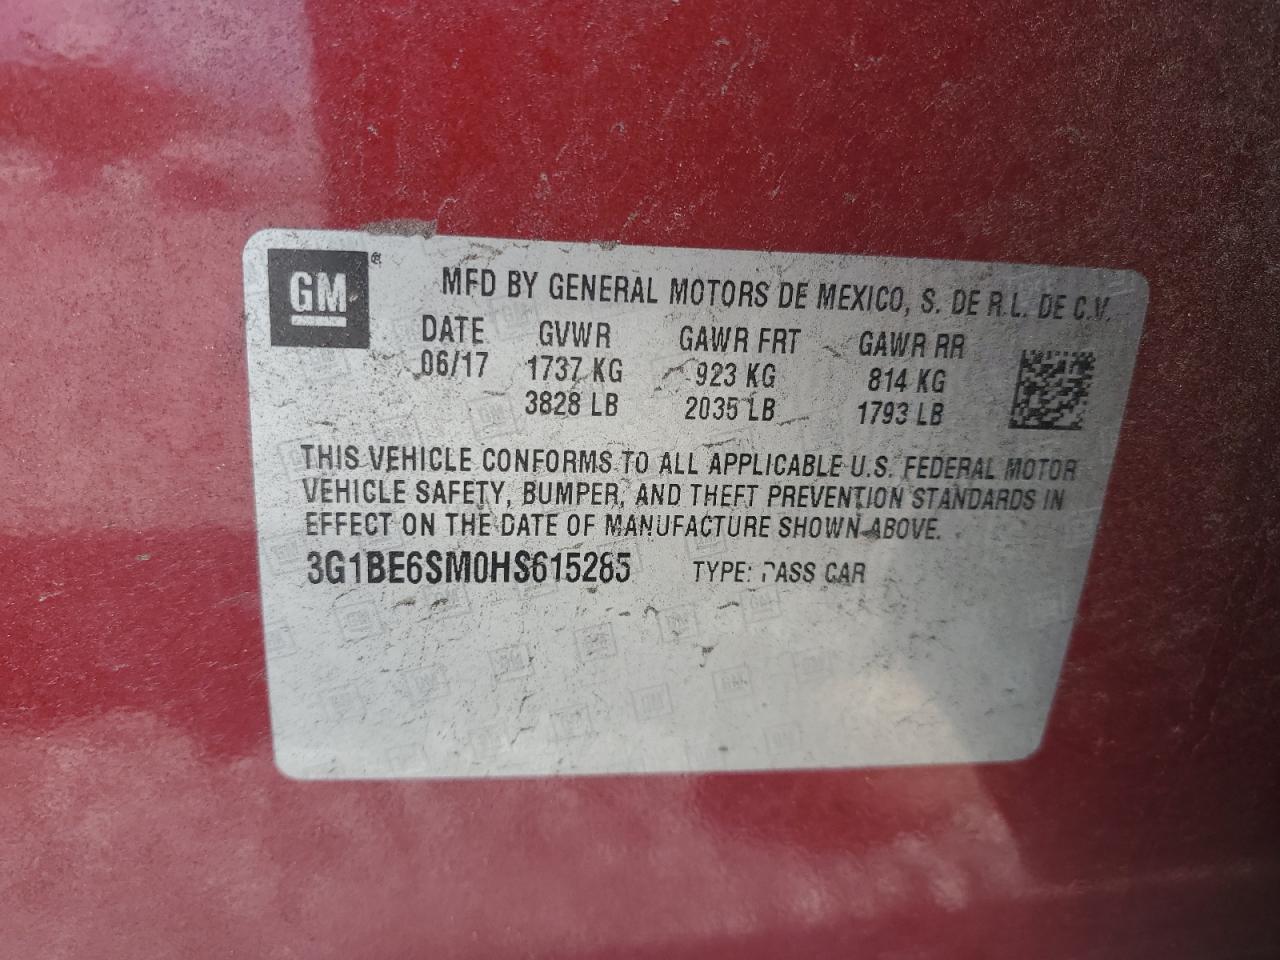 GM®
MFD BY GENERAL MOTORS DE MEXICO, S. DE R.L. DE C.V.
DATE GVWR GAWR FRT GAWR RR
06/17 1737 KG 923 KG 814 KG
3828 LB 2035 LB 1793 LB
THIS VEHICLE CONFORMS TO ALL APPLICABLE U.S. FEDERAL MOTOR
VEHICLE SAFETY, BUMPER, AND THEFT PREVENTION STANDARDS IN
EFFECT ON THE DATE OF MANUFACTURE SHOWN ABOVE.
3G1BE6SM0HS615285 TYPE: PASS CAR